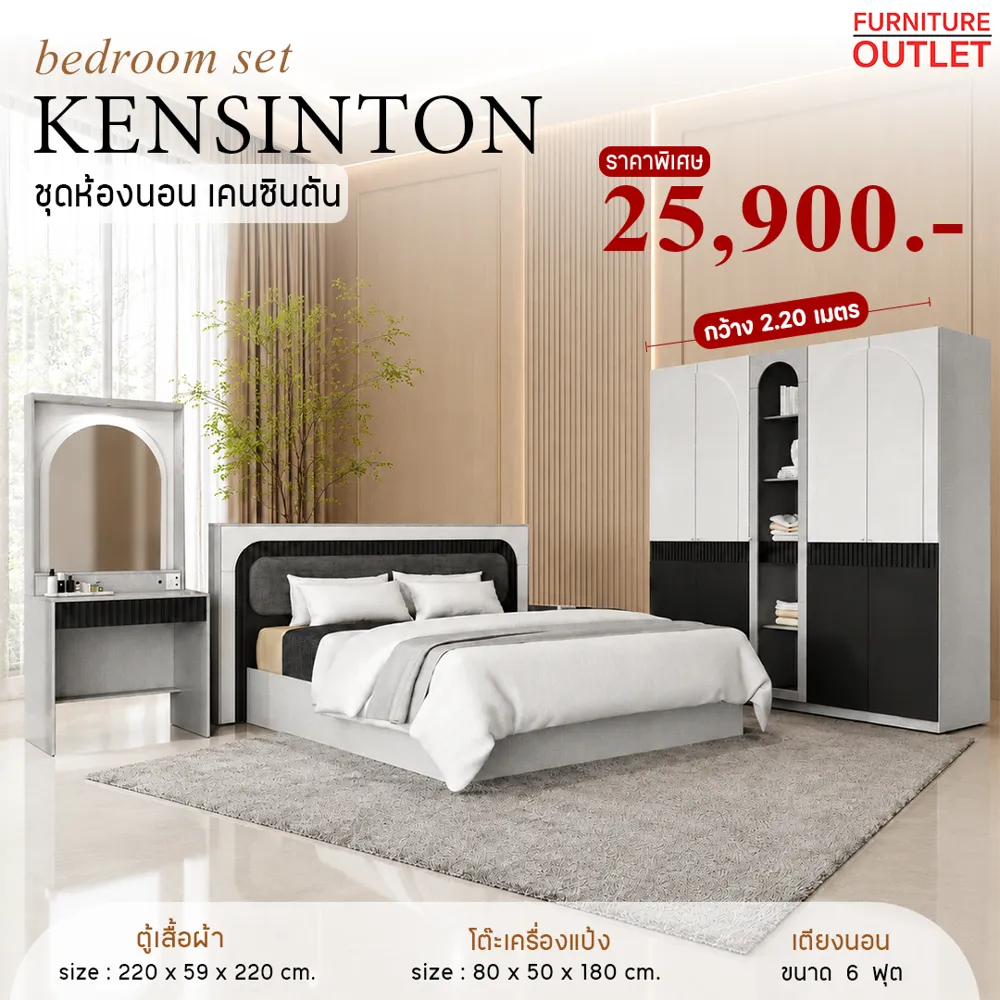 bedroom set
KENSINTON
ชุดห้องนอน เคนซินตัน
FURNITURE
OUTLET
ราคาพิเศษ
25,900.-
กว้าง 2.20 เมตร
ตู้เสื้อผ้า
size : 220 x 59 x 220 cm.
โต๊ะเครื่องแป้ง
size : 80 x 50 x 180 cm.
เตียงนอน
ขนาด 6 ฟุต